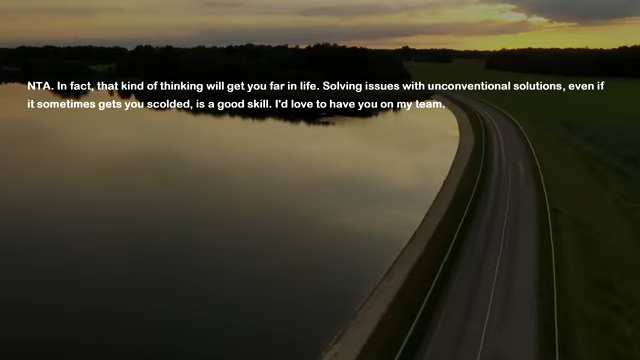 NTA. In fact, that kind of thinking will get you far in life. Solving issues with unconventional solutions, even if
it sometimes gets you scolded, is a good skill. I'd love to have you on my team.